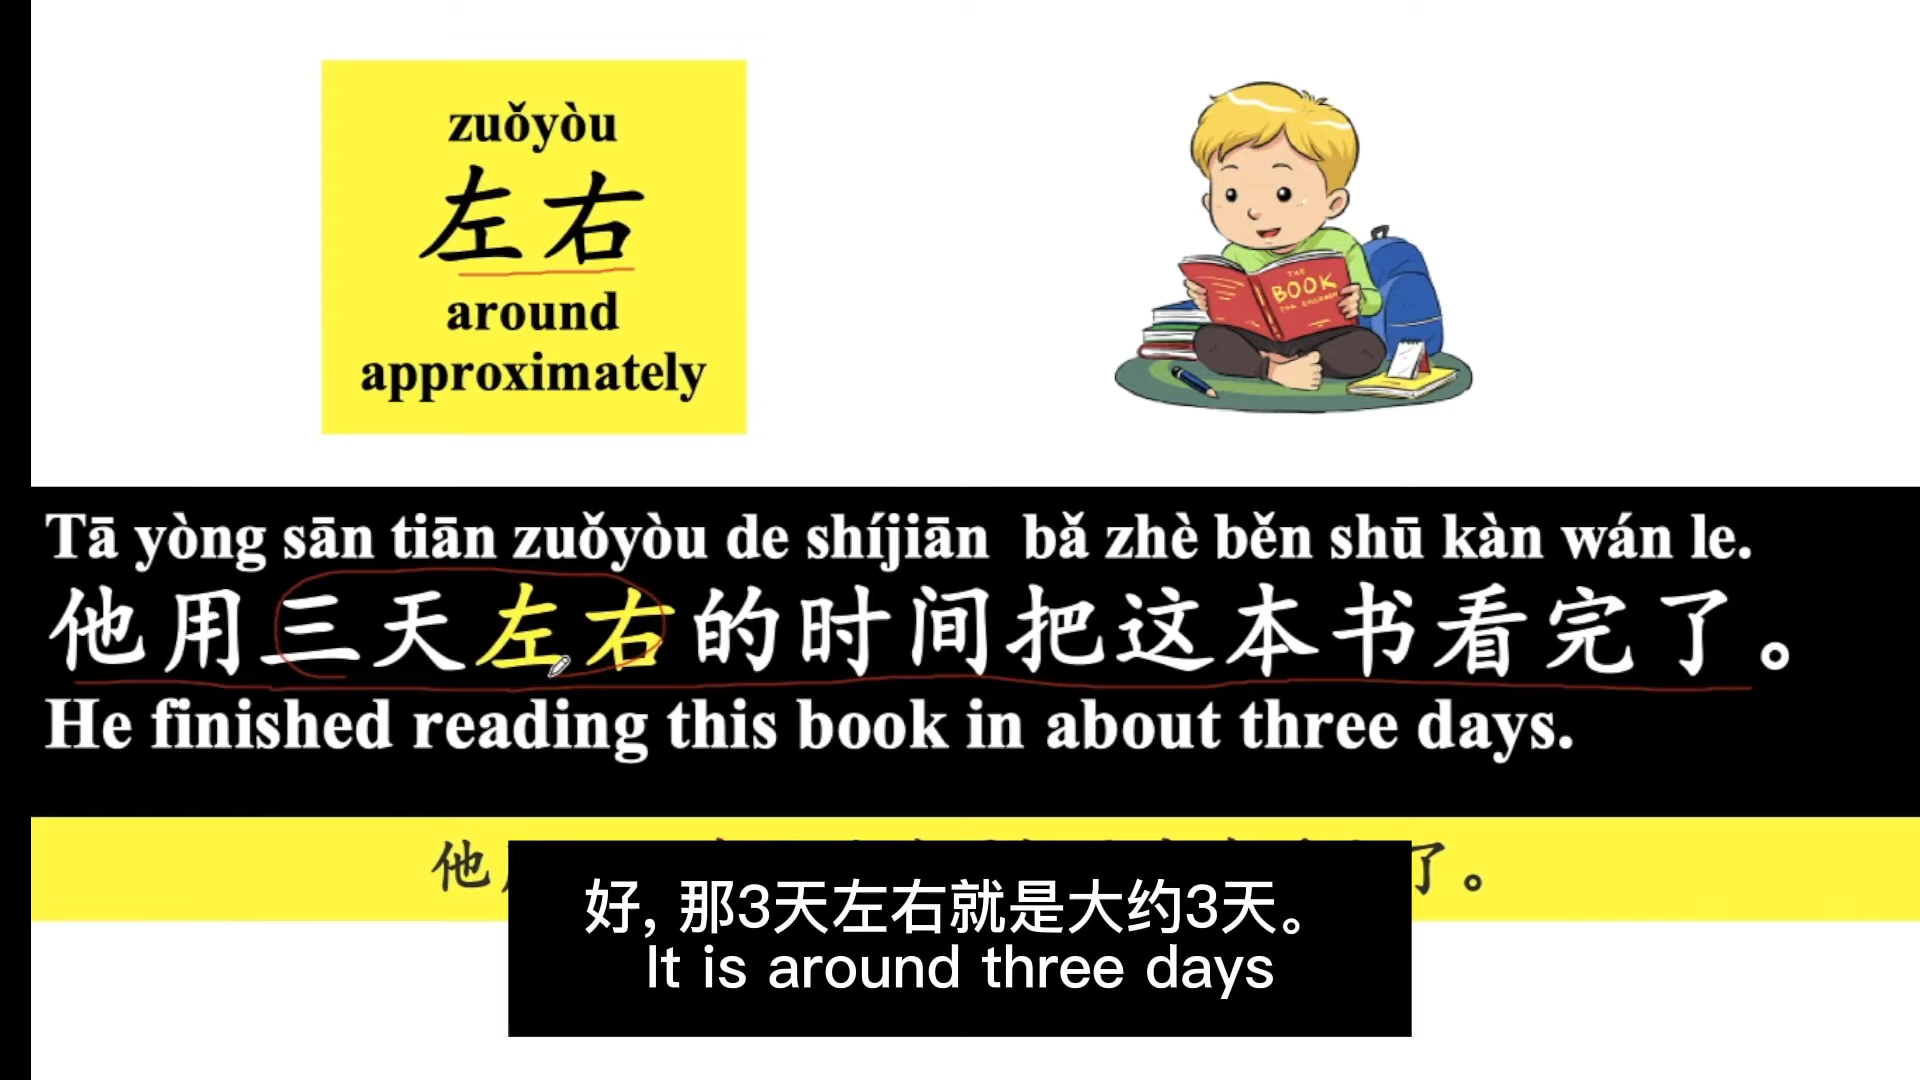 zuǒyòu
左右
around
approximately
BOOK
Tā yòng sān tiān zuǒyòu de shíjiān bǎ zhè běn shū kàn wán le.
他用三天左右的时间把这本书看完了。
He finished reading this book in about three days.
他
了。
好, 那3天左右就是大约3天。
It is around three days